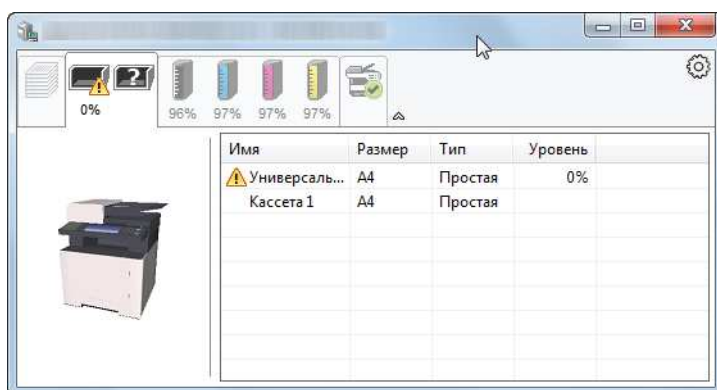 0%
96% 97% 97% 97%
Имя Размер Тип Уровень
Универсаль... A4 Простая 0%
Кассета 1 A4 Простая